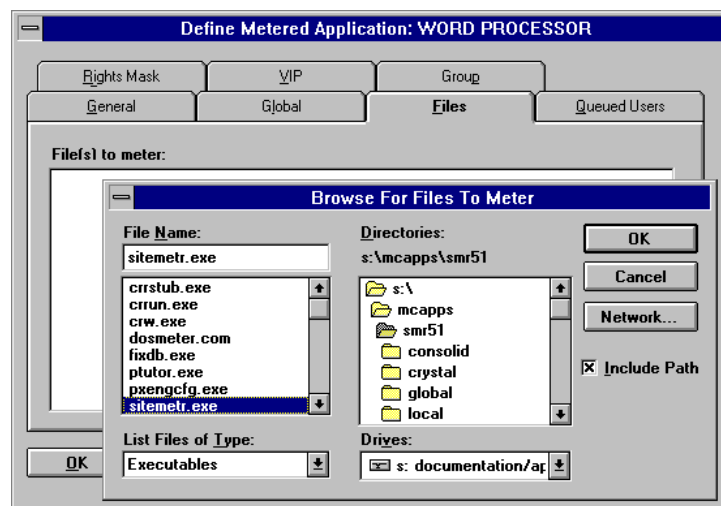 Define Metered Application: WORD PROCESSOR
Rights Mask
VIP
Group
General
Global
Files
Queued Users
File(s) to meter:
Browse For Files To Meter
File Name:
sitemetr.exe
crrstub.exe
crrun.exe
crw.exe
dosmeter.com
fixdb.exe
ptutor.exe
pxengcfg.exe
sitemetr.exe
List Files of Type:
Executables
Directories:
s:\mcapps\smr51
s:\
mcapps
smr51
consolid
crystal
global
local
Drives:
s: documentation/ap
OK
Cancel
Network...
Include Path
OK